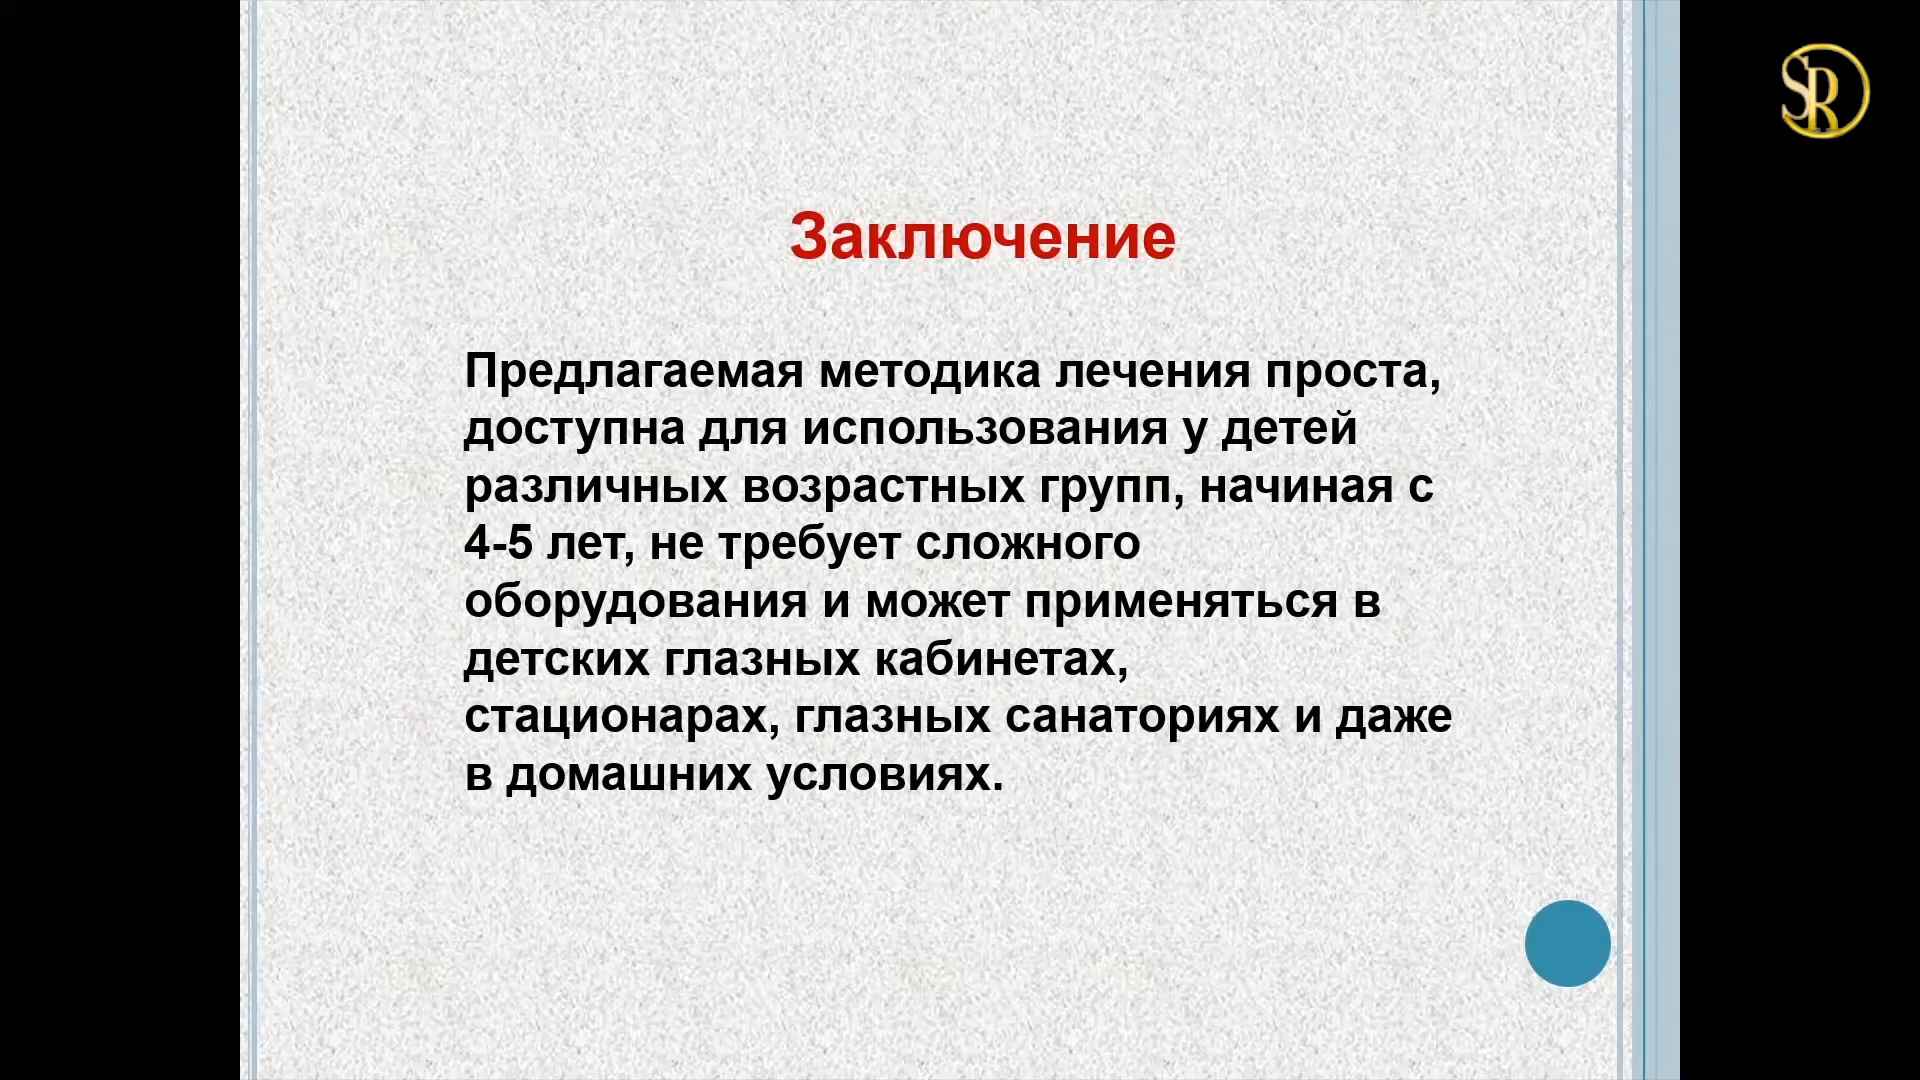 SR
Заключение
Предлагаемая методика лечения проста,
доступна для использования у детей
различных возрастных групп, начиная с
4-5 лет, не требует сложного
оборудования и может применяться в
детских глазных кабинетах,
стационарах, глазных санаториях и даже
в домашних условиях.